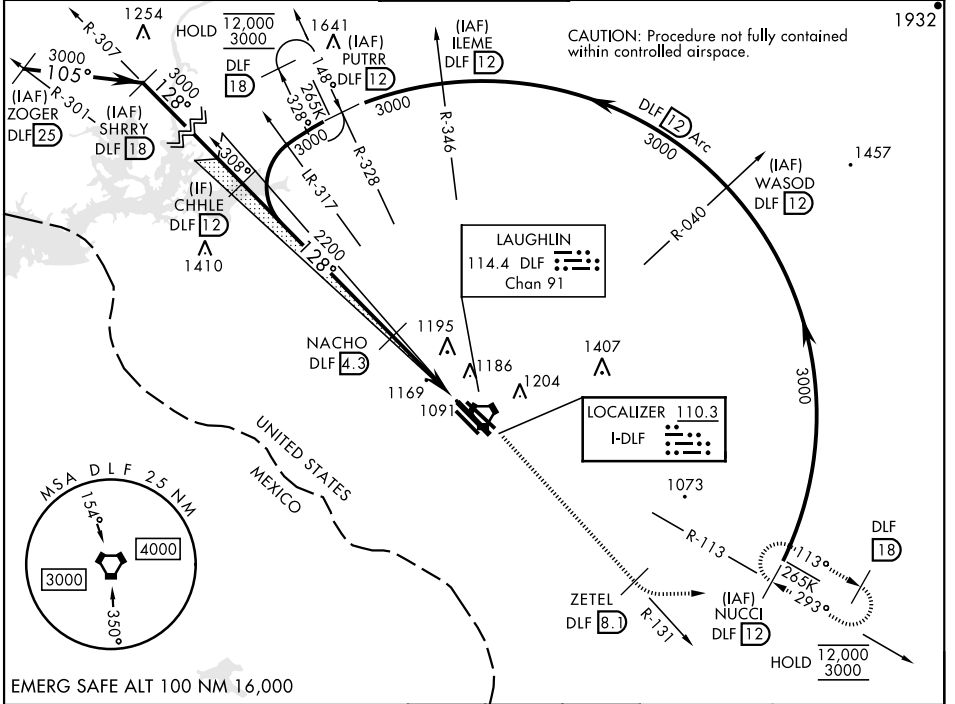 1254
R-307
HOLD 12,000
3000
DLF
18
1641
(IAF)
PUTRR
DLF 12
(IAF)
ILEME
DLF 12
CAUTION: Procedure not fully contained
within controlled airspace.
1932
3000
105°
R-301
(IAF)
ZOGER
DLF 25
(IAF)
SHRRY
DLF 18
3000
128°
148°
265K
328°
3000
3000
R-328
R-346
LR-317
DLF 12 Arc
3000
1457
(IAF)
WASOD
DLF 12
R-040
308°
(IF)
CHHLE
DLF 12
1410
2200
128°
LAUGHLIN
114.4 DLF
Chan 91
NACHO
DLF 4.3
1195
1186
1204
1407
1169
1091
3000
LOCALIZER 110.3
I-DLF
1073
UNITED STATES
MEXICO
MSA DLF 25 NM
154°
4000
3000
350°
R-113
113°
265K
293°
DLF
18
(IAF)
NUCCI
DLF 12
ZETEL
DLF 8.1
R-131
HOLD 12,000
3000
EMERG SAFE ALT 100 NM 16,000